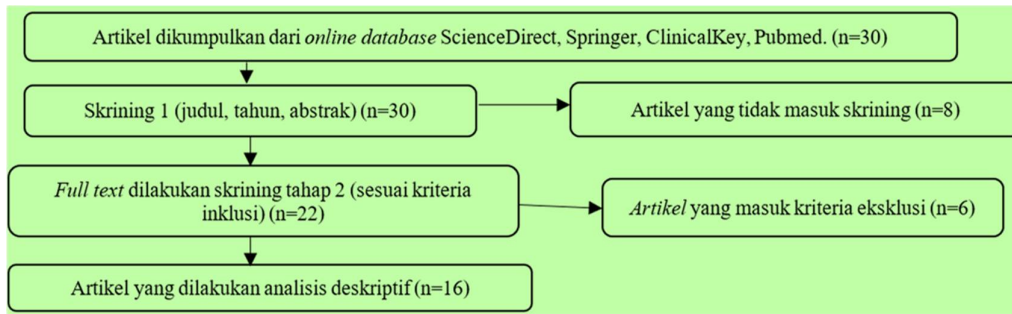 Artikel dikumpulkan dari online database ScienceDirect, Springer, ClinicalKey, Pubmed. (n=30)
Skrining 1 (judul, tahun, abstrak) (n=30)
Artikel yang tidak masuk skrining (n=8)
Full text dilakukan skrining tahap 2 (sesuai kriteria
inklusi) (n=22)
Artikel yang masuk kriteria eksklusi (n=6)
Artikel yang dilakukan analisis deskriptif (n=16)